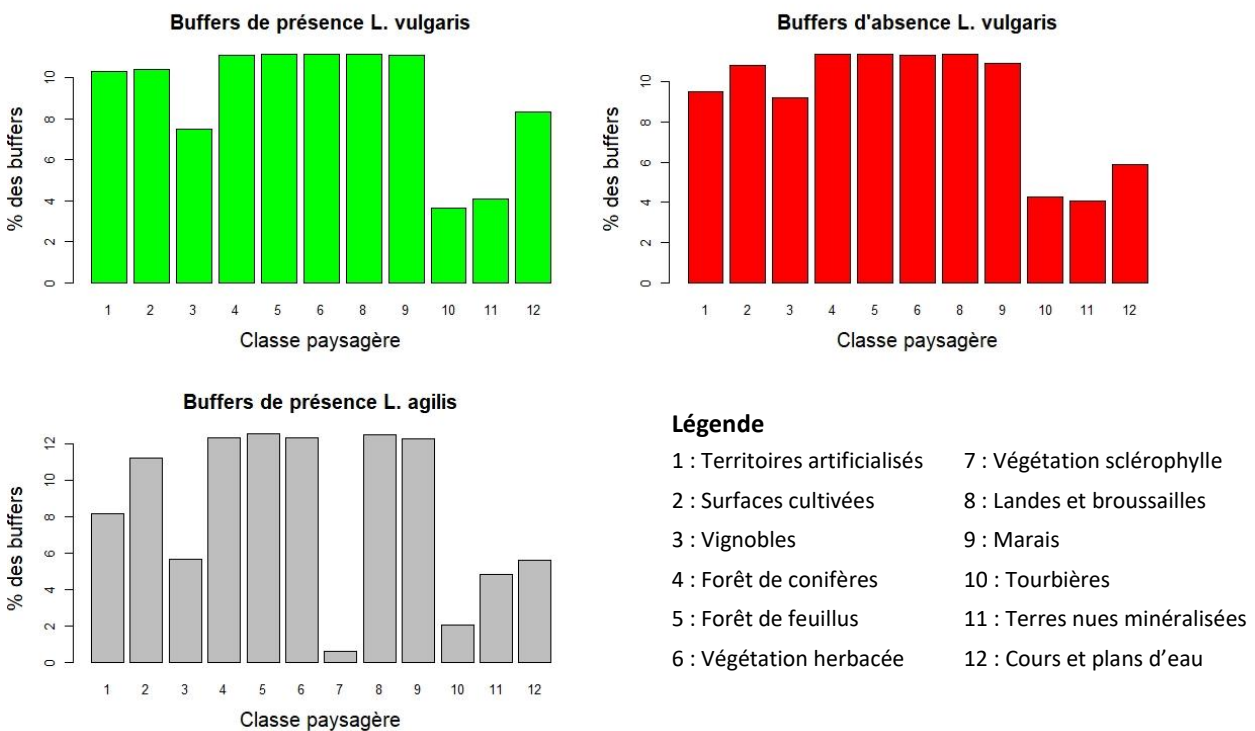 Buffers de présence L. vulgaris
% des buffers
0 2 4 6 8 10
1 2 3 4 5 6 8 9 10 11 12
Classe paysagère
Buffers d'absence L. vulgaris
% des buffers
0 2 4 6 8 10
1 2 3 4 5 6 8 9 10 11 12
Classe paysagère
Buffers de présence L. agilis
% des buffers
0 2 4 6 8 10 12
1 2 3 4 5 6 7 8 9 10 11 12
Classe paysagère
Légende
1 : Territoires artificialisés
2 : Surfaces cultivées
3 : Vignobles
4 : Forêt de conifères
5 : Forêt de feuillus
6 : Végétation herbacée
7 : Végétation sclérophylle
8 : Landes et broussailles
9 : Marais
10 : Tourbières
11 : Terres nues minéralisées
12 : Cours et plans d’eau